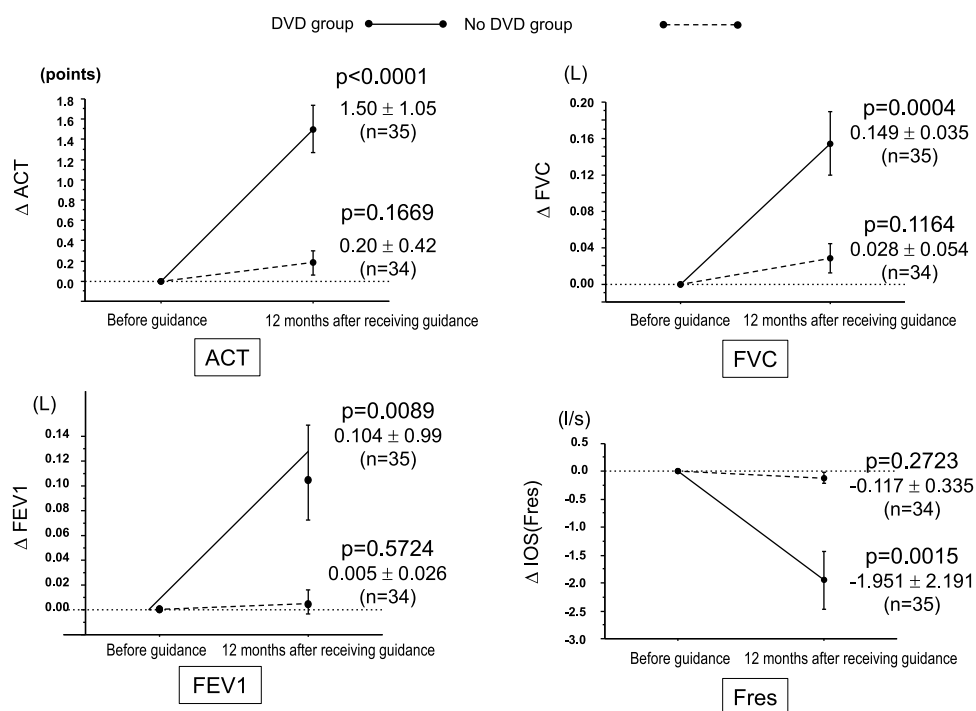 DVD group No DVD group
(points)
p<0.0001
1.50 ± 1.05
(n=35)
p=0.1669
0.20 ± 0.42
(n=34)
Δ ACT
1.8
1.6
1.4
1.2
1.0
0.8
0.6
0.4
0.2
0.0
Before guidance 12 months after receiving guidance
ACT
(L)
p=0.0004
0.149 ± 0.035
(n=35)
p=0.1164
0.028 ± 0.054
(n=34)
Δ FVC
0.20
0.16
0.12
0.08
0.04
0.00
Before guidance 12 months after receiving guidance
FVC
(L)
p=0.0089
0.104 ± 0.99
(n=35)
p=0.5724
0.005 ± 0.026
(n=34)
Δ FEV1
0.14
0.12
0.10
0.08
0.06
0.04
0.02
0.00
Before guidance 12 months after receiving guidance
FEV1
(l/s)
p=0.2723
-0.117 ± 0.335
(n=34)
p=0.0015
-1.951 ± 2.191
(n=35)
Δ IOS(Fres)
0.5
0.0
-0.5
-1.0
-1.5
-2.0
-2.5
-3.0
Before guidance 12 months after receiving guidance
Fres